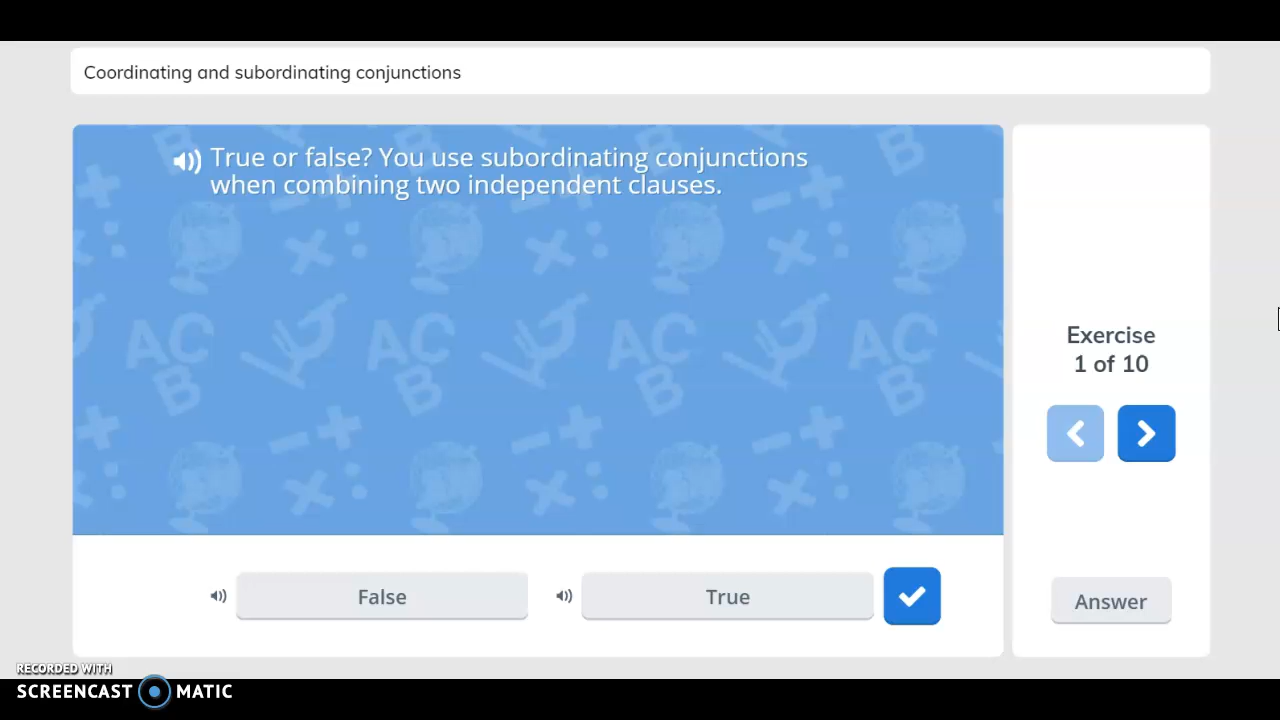 Coordinating and subordinating conjunctions
True or false? You use subordinating conjunctions
when combining two independent clauses.
Exercise
1 of 10
False
True
Answer
RECORDED WITH
SCREENCAST MATIC